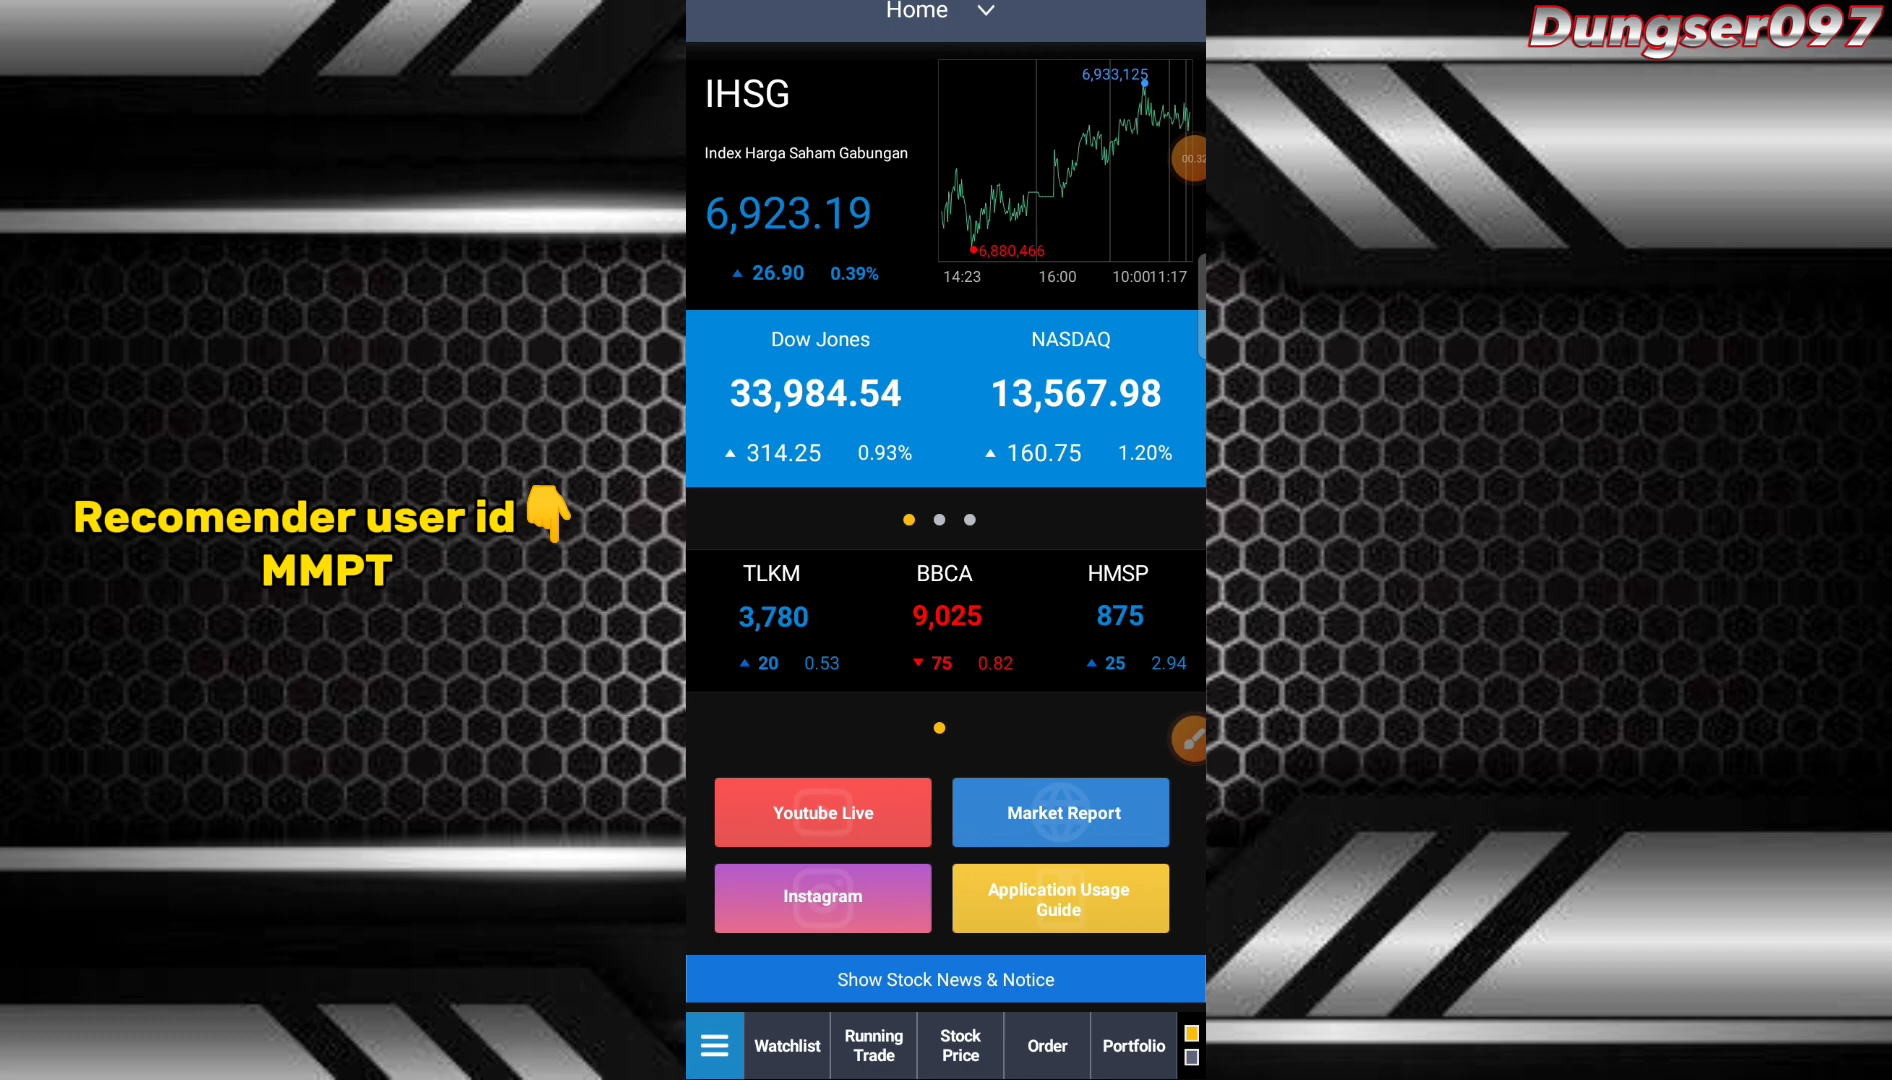 Dungser097
Home
IHSG
Index Harga Saham Gabungan
6,923.19
▲ 26.90 0.39%
6,933,125
6,880,466
14:23 16:00 10:00 11:17
00.32
Dow Jones NASDAQ
33,984.54 13,567.98
▲ 314.25 0.93% ▲ 160.75 1.20%
Recomender user id👇
MMPT
TLKM BBCA HMSP
3,780 9,025 875
▲ 20 0.53 ▼ 75 0.82 ▲ 25 2.94
Youtube Live Market Report
Instagram
Application Usage
Guide
Show Stock News & Notice
Watchlist
Running
Trade
Stock
Price
Order
Portfolio